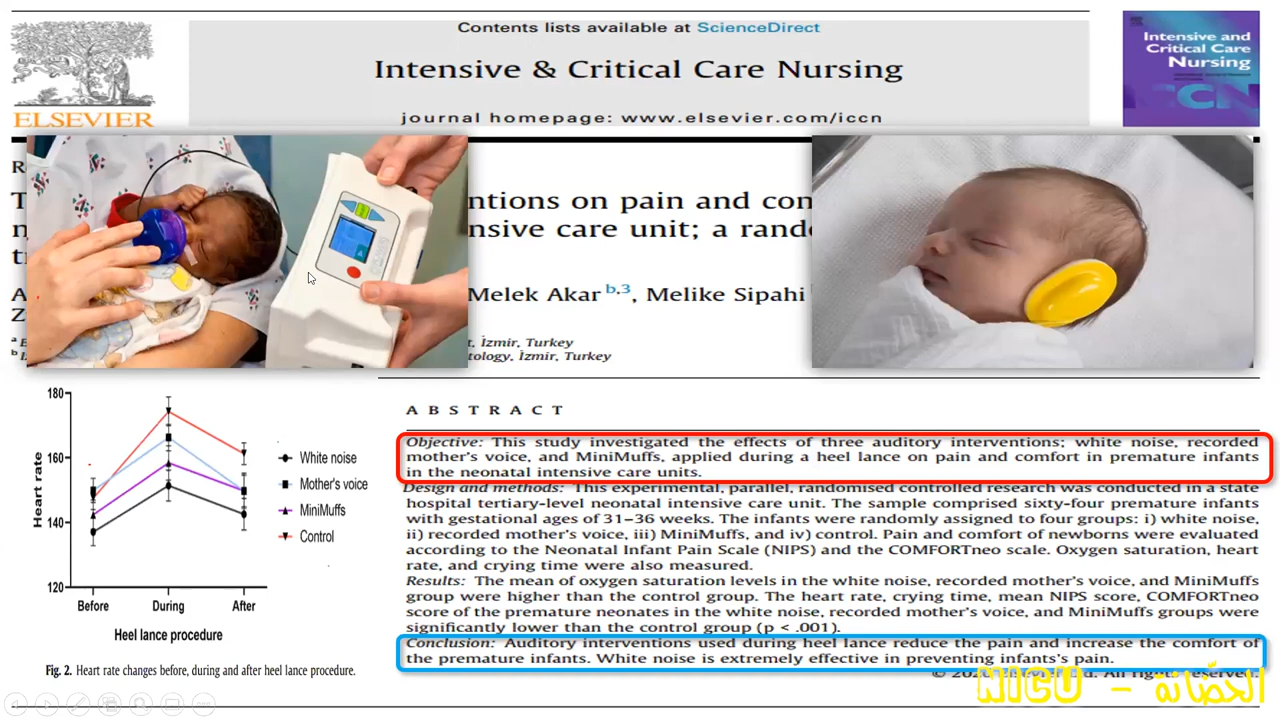 Contents lists available at ScienceDirect
Intensive & Critical Care Nursing
journal homepage: www.elsevier.com/iccn
ELSEVIER
Intensive and
Critical Care
Nursing
ntions on pain and con
nsive care unit; a rand
Melek Akar b,3, Melike Sipahi
t, İzmir, Turkey
tology, İzmir, Turkey
ABSTRACT
Objective: This study investigated the effects of three auditory interventions; white noise, recorded
mother's voice, and MiniMuffs, applied during a heel lance on pain and comfort in premature infants
in the neonatal intensive care units.
Design and methods: This experimental, parallel, randomised controlled research was conducted in a state
hospital tertiary-level neonatal intensive care unit. The sample comprised sixty-four premature infants
with gestational ages of 31–36 weeks. The infants were randomly assigned to four groups: i) white noise,
ii) recorded mother's voice, iii) MiniMuffs, and iv) control. Pain and comfort of newborns were evaluated
according to the Neonatal Infant Pain Scale (NIPS) and the COMFORTneo scale. Oxygen saturation, heart
rate, and crying time were also measured.
Results: The mean of oxygen saturation levels in the white noise, recorded mother's voice, and MiniMuffs
group were higher than the control group. The heart rate, crying time, mean NIPS score, COMFORTneo
score of the premature neonates in the white noise, recorded mother's voice, and MiniMuffs groups were
significantly lower than the control group (p < .001).
Conclusion: Auditory interventions used during heel lance reduce the pain and increase the comfort of
the premature infants. White noise is extremely effective in preventing infants's pain.
Heart rate
180
160
140
120
Before During After
Heel lance procedure
White noise
Mother's voice
MiniMuffs
Control
Fig. 2. Heart rate changes before, during and after heel lance procedure.
NICU - الحضَّانة